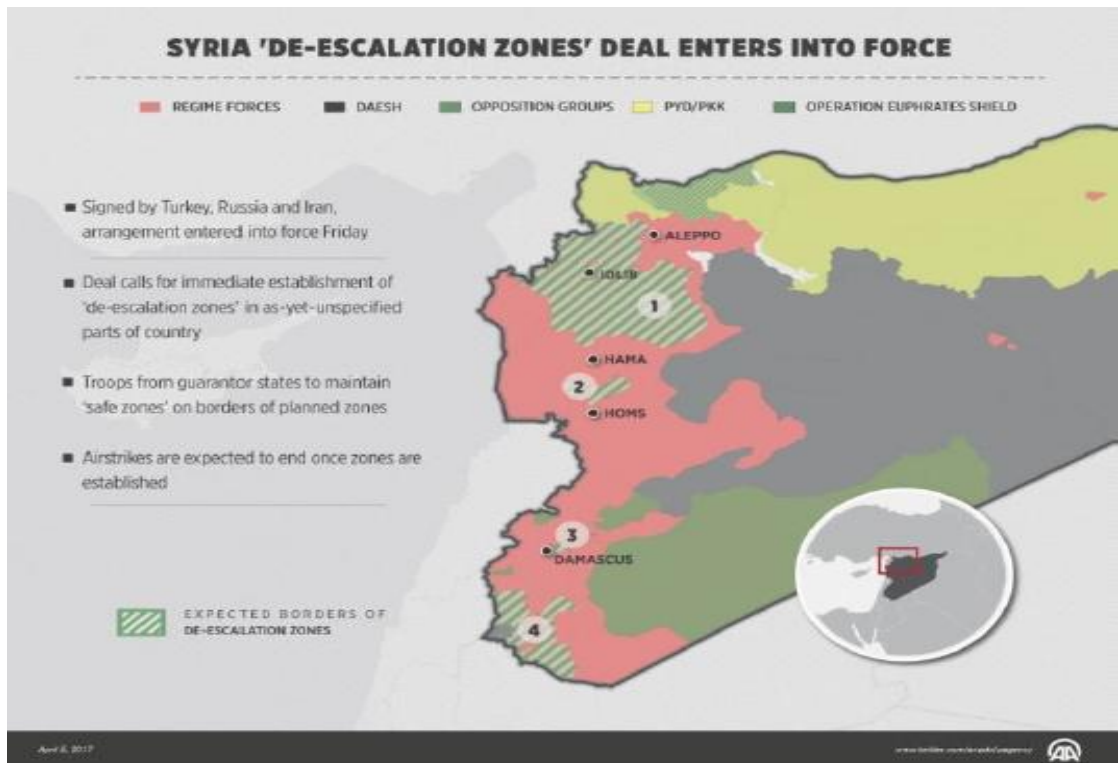 SYRIA 'DE-ESCALATION ZONES' DEAL ENTERS INTO FORCE
REGIME FORCES
DAESH
OPPOSITION GROUPS
PYD/PKK
OPERATION EUPHRATES SHIELD
Signed by Turkey, Russia and Iran,
arrangement entered into force Friday
Deal calls for immediate establishment of
'de-escalation zones' in as-yet-unspecified
parts of country
Troops from guarantor states to maintain
'safe zones' on borders of planned zones
Airstrikes are expected to end once zones are
established
ALEPPO
IDLIB
1
HAMA
2
HOMS
3
DAMASCUS
4
EXPECTED BORDERS OF
DE-ESCALATION ZONES
2017
AA